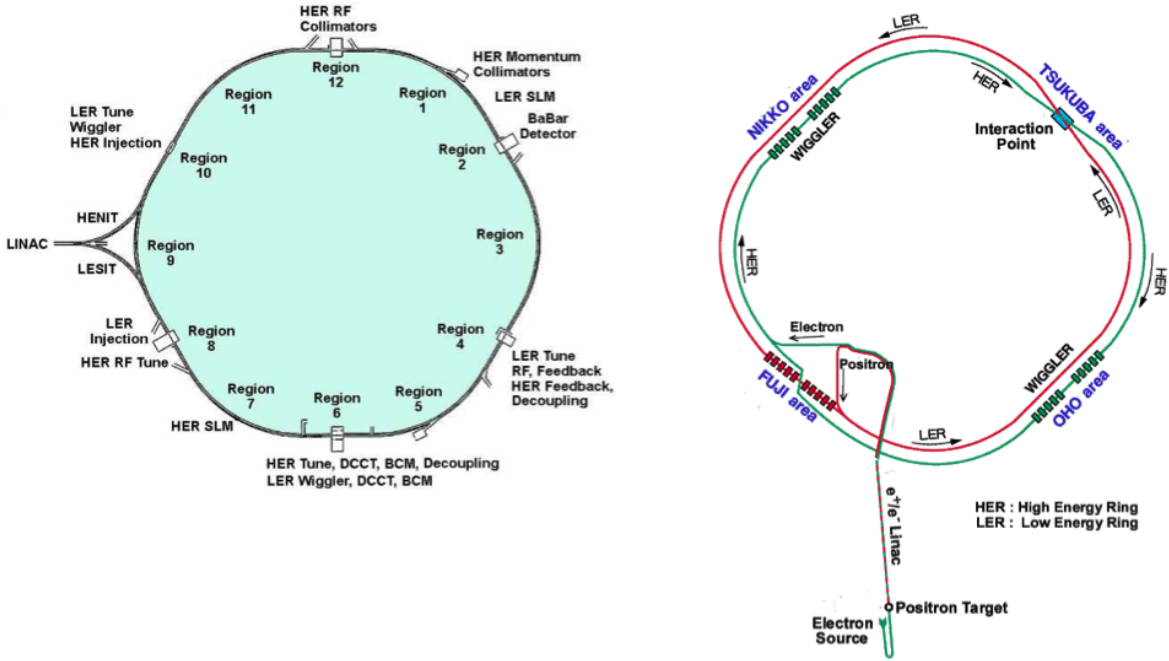 HER RF
Collimators
Region
12
HER Momentum
Collimators
Region
1
LER SLM
BaBar
Detector
Region
2
Region
3
Region
4
LER Tune
RF, Feedback
HER Feedback,
Decoupling
Region
5
Region
6
HER Tune, DCCT, BCM, Decoupling
LER Wiggler, DCCT, BCM
Region
7
HER SLM
Region
8
LER
Injection
HER RF Tune
Region
9
HENIT
LINAC
LESIT
Region
10
LER Tune
Wiggler
HER Injection
Region
11
LER
HER
NIKKO area
WIGGLER
TSUKUBA area
Interaction
Point
LER
HER
HER
Electron
Positron
FUJI area
WIGGLER
OHO area
LER
e+/e- Linac
HER : High Energy Ring
LER : Low Energy Ring
Positron Target
Electron
Source